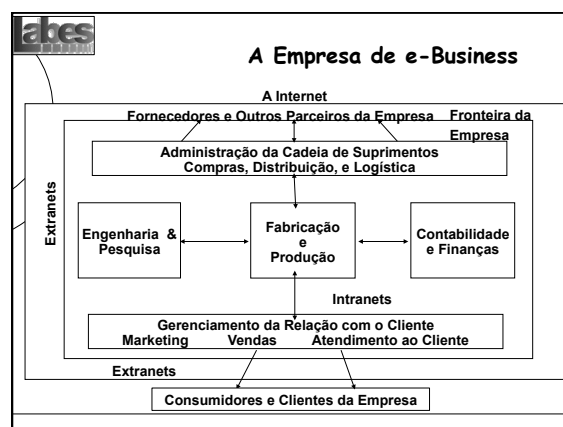 Labes
A Empresa de e-Business
A Internet
Fornecedores e Outros Parceiros da Empresa
Fronteira da
Empresa
Administração da Cadeia de Suprimentos
Compras, Distribuição, e Logística
Extranets
Engenharia &
Pesquisa
Fabricação
e
Produção
Contabilidade
e Finanças
Intranets
Gerenciamento da Relação com o Cliente
Marketing Vendas Atendimento ao Cliente
Extranets
Consumidores e Clientes da Empresa